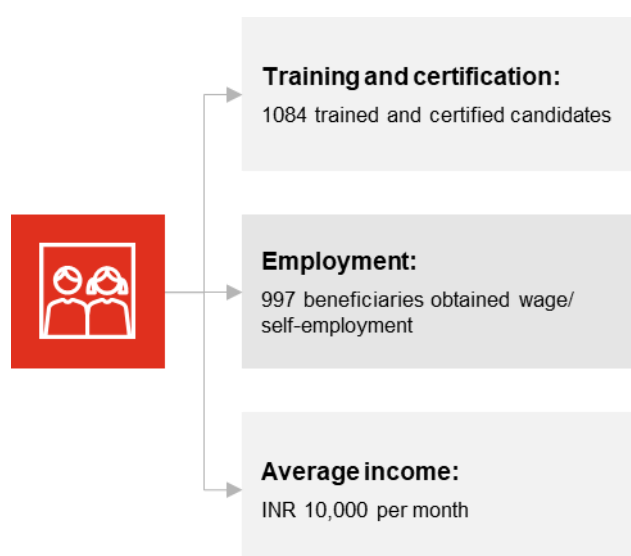 Training and certification:
1084 trained and certified candidates
Employment:
997 beneficiaries obtained wage/
self-employment
Average income:
INR 10,000 per month